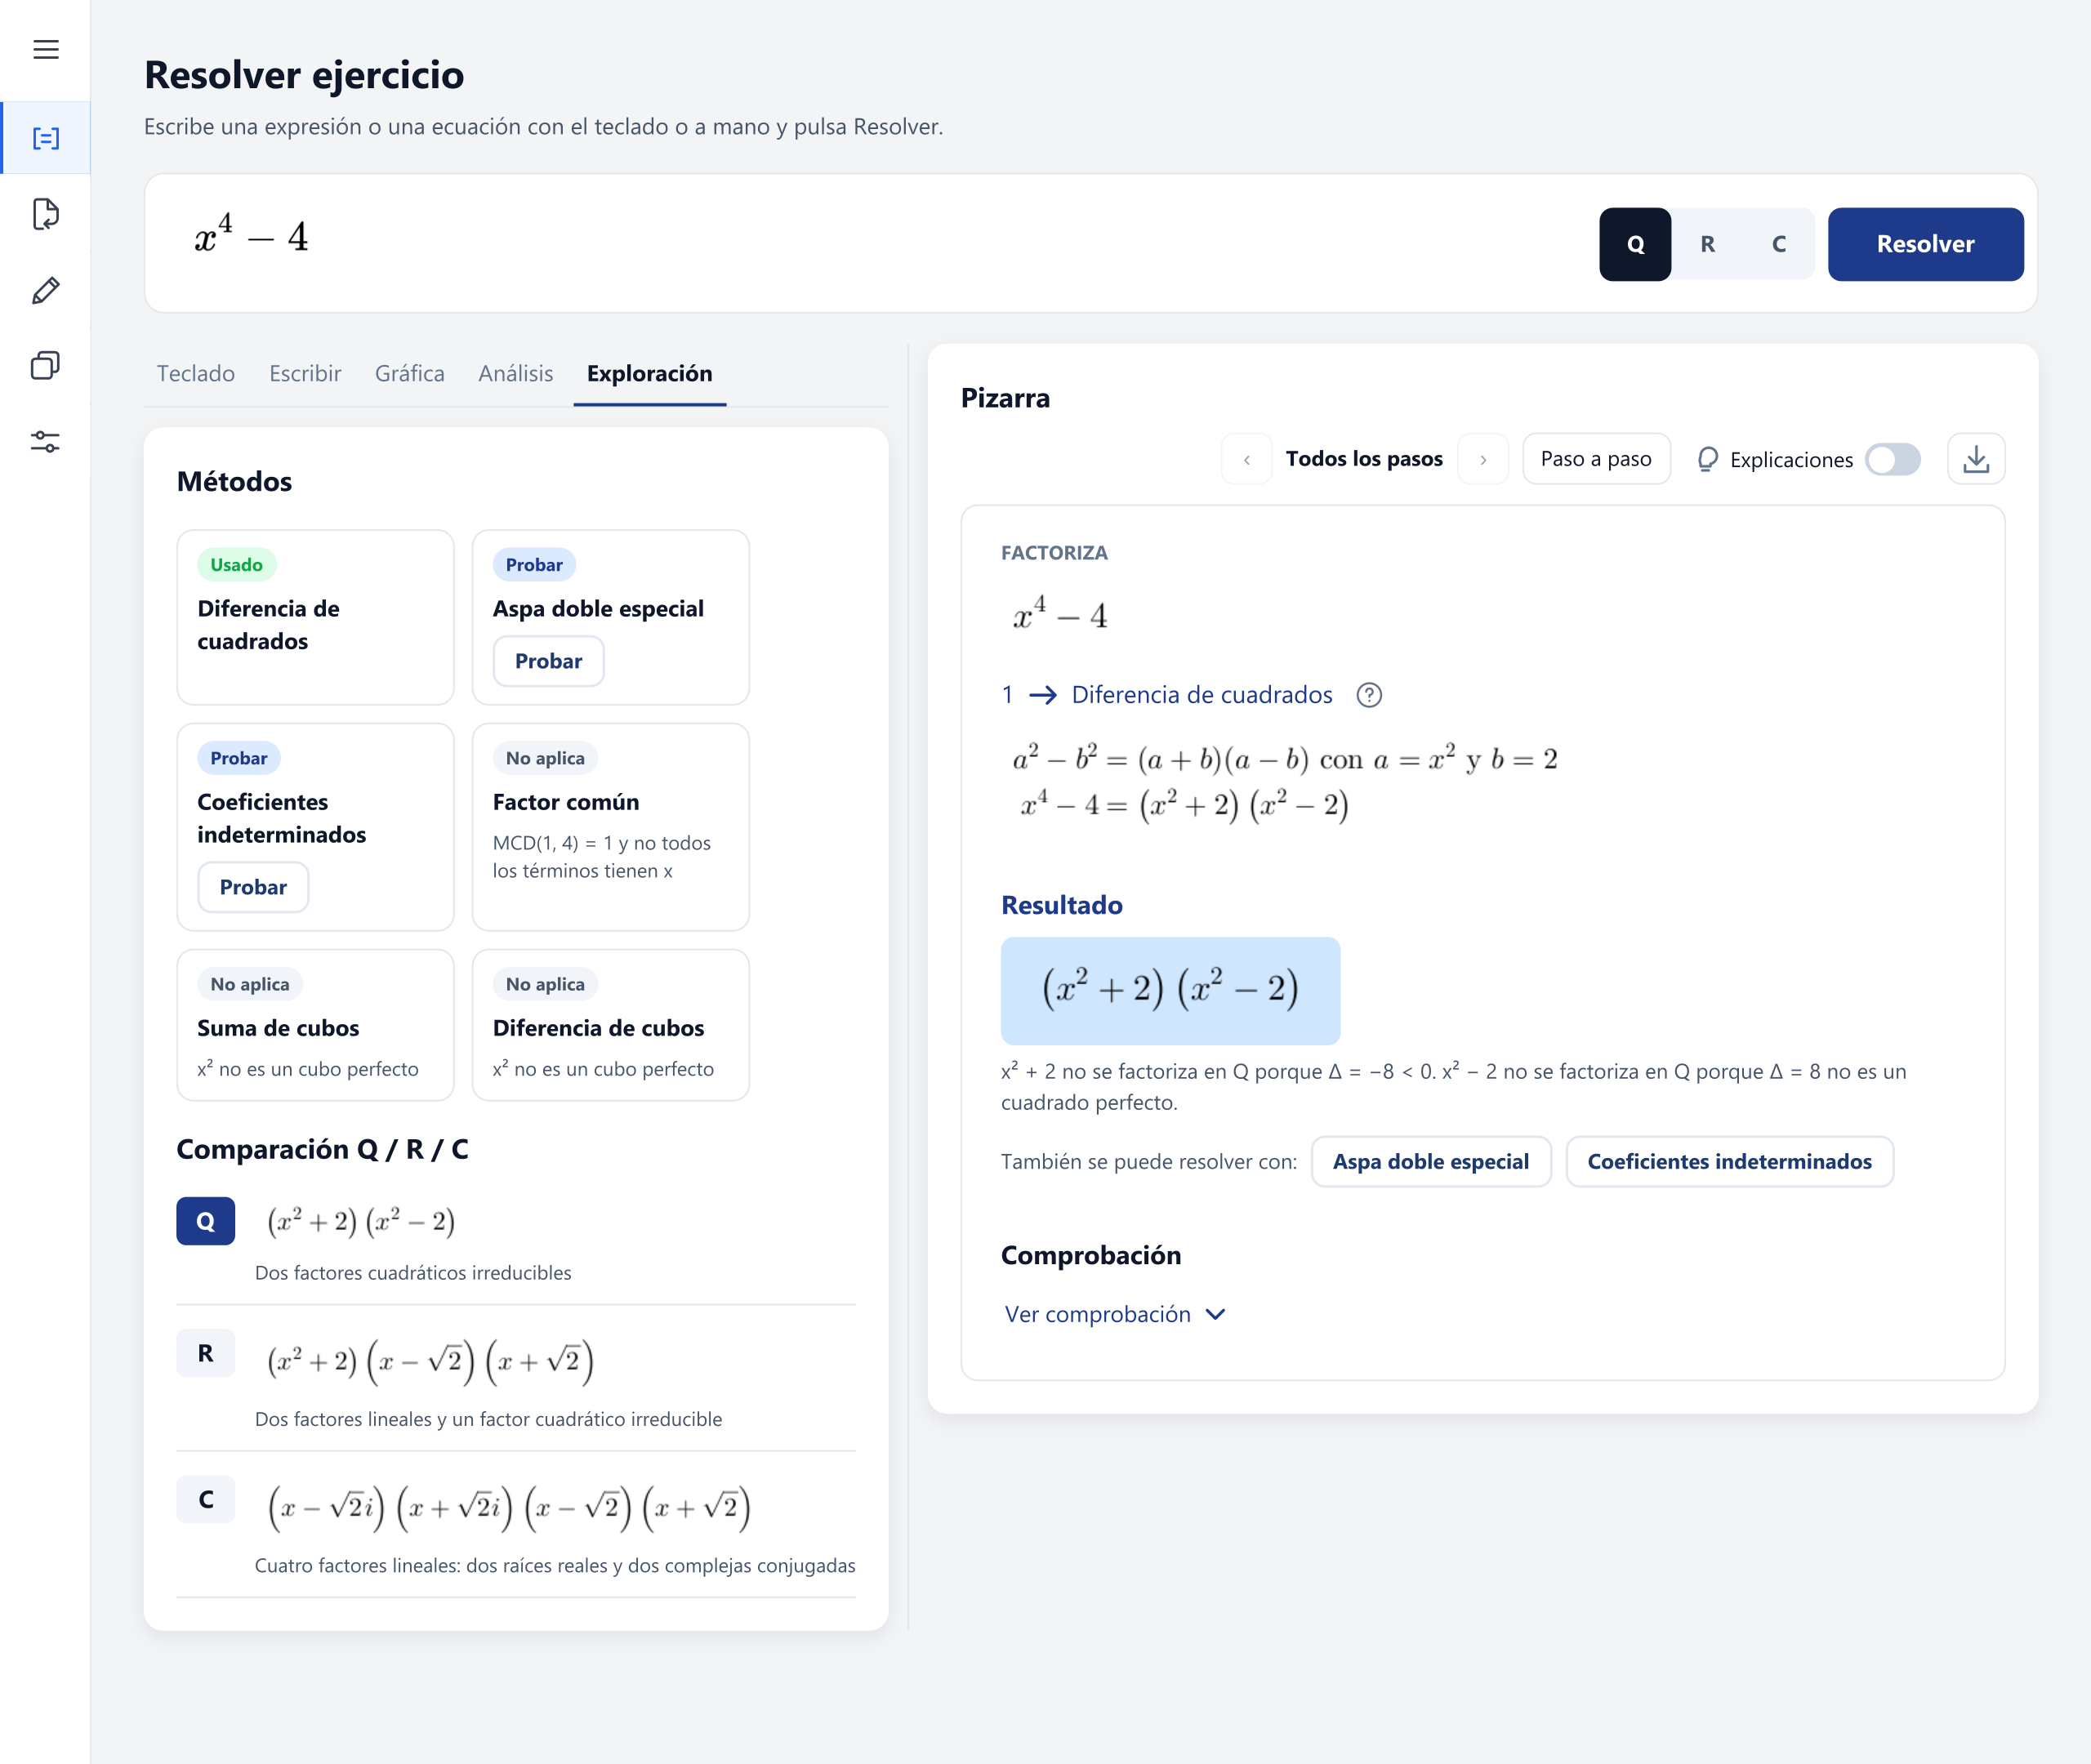 Resolver ejercicio
Escribe una expresión o una ecuación con el teclado o a mano y pulsa Resolver.
x⁴ − 4
Q R C Resolver
Teclado Escribir Gráfica Análisis Exploración
Métodos
Usado
Diferencia de
cuadrados
Probar
Aspa doble especial
Probar
Probar
Coeficientes
indeterminados
Probar
No aplica
Factor común
MCD(1, 4) = 1 y no todos
los términos tienen x
No aplica
Suma de cubos
x² no es un cubo perfecto
No aplica
Diferencia de cubos
x² no es un cubo perfecto
Comparación Q / R / C
Q (x² + 2) (x² − 2)
Dos factores cuadráticos irreducibles
R (x² + 2) (x − √2) (x + √2)
Dos factores lineales y un factor cuadrático irreducible
C (x − √2i) (x + √2i) (x − √2) (x + √2)
Cuatro factores lineales: dos raíces reales y dos complejas conjugadas
Pizarra
‹ Todos los pasos › Paso a paso Explicaciones
FACTORIZA
x⁴ − 4
1 → Diferencia de cuadrados ?
a² − b² = (a + b)(a − b) con a = x² y b = 2
x⁴ − 4 = (x² + 2) (x² − 2)
Resultado
(x² + 2) (x² − 2)
x² + 2 no se factoriza en Q porque Δ = −8 < 0. x² − 2 no se factoriza en Q porque Δ = 8 no es un
cuadrado perfecto.
También se puede resolver con: Aspa doble especial Coeficientes indeterminados
Comprobación
Ver comprobación